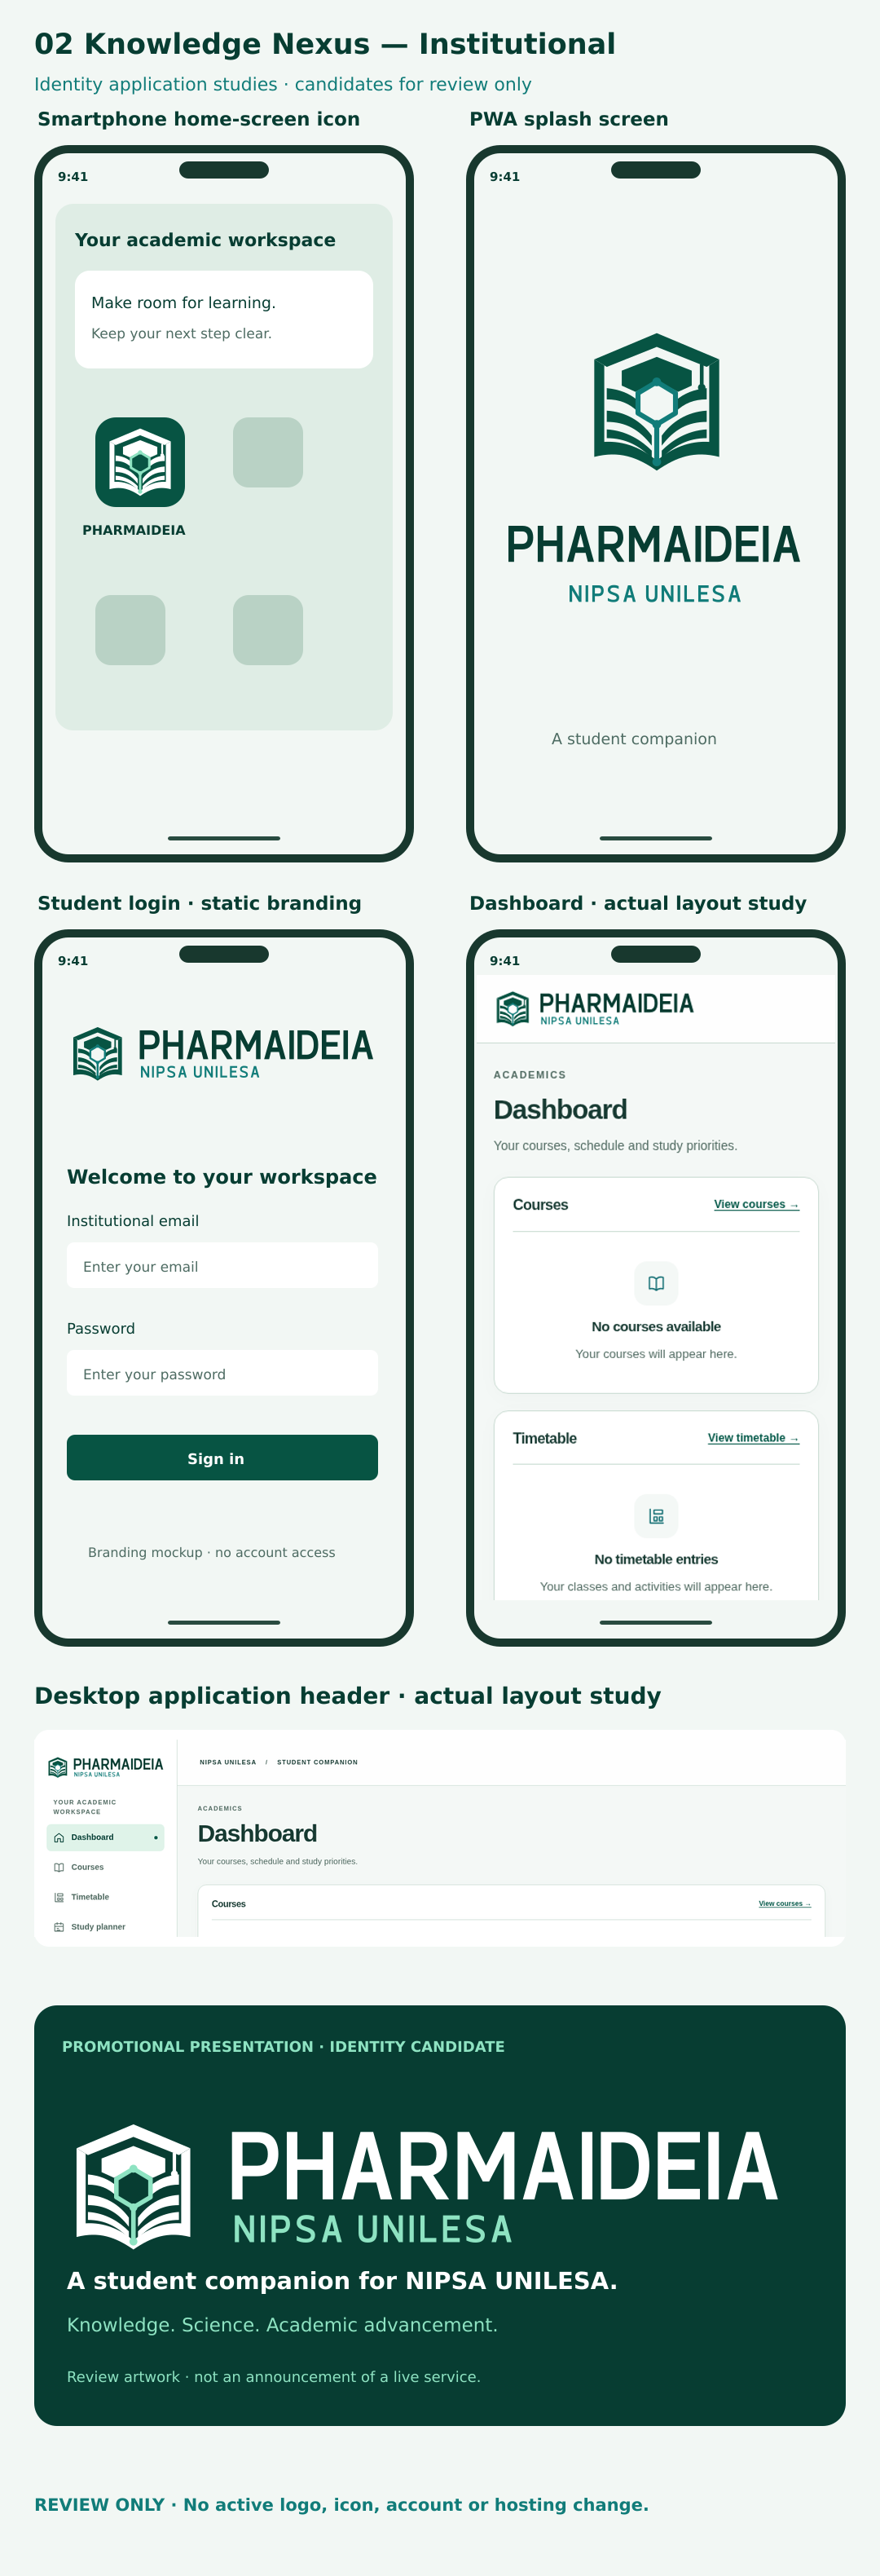 02 Knowledge Nexus — Institutional
Identity application studies · candidates for review only
Smartphone home-screen icon
9:41
Your academic workspace
Make room for learning.
Keep your next step clear.
PHARMAIDEIA
PWA splash screen
9:41
PHARMAIDEIA
NIPSA UNILESA
A student companion
Student login · static branding
9:41
PHARMAIDEIA
NIPSA UNILESA
Welcome to your workspace
Institutional email
Enter your email
Password
Enter your password
Sign in
Branding mockup · no account access
Dashboard · actual layout study
9:41
PHARMAIDEIA
NIPSA UNILESA
ACADEMICS
Dashboard
Your courses, schedule and study priorities.
Courses
View courses →
No courses available
Your courses will appear here.
Timetable
View timetable →
No timetable entries
Your classes and activities will appear here.
Desktop application header · actual layout study
PHARMAIDEIA
NIPSA UNILESA
YOUR ACADEMIC
WORKSPACE
Dashboard
Courses
Timetable
Study planner
NIPSA UNILESA / STUDENT COMPANION
ACADEMICS
Dashboard
Your courses, schedule and study priorities.
Courses
View courses →
PROMOTIONAL PRESENTATION · IDENTITY CANDIDATE
PHARMAIDEIA
NIPSA UNILESA
A student companion for NIPSA UNILESA.
Knowledge. Science. Academic advancement.
Review artwork · not an announcement of a live service.
REVIEW ONLY · No active logo, icon, account or hosting change.